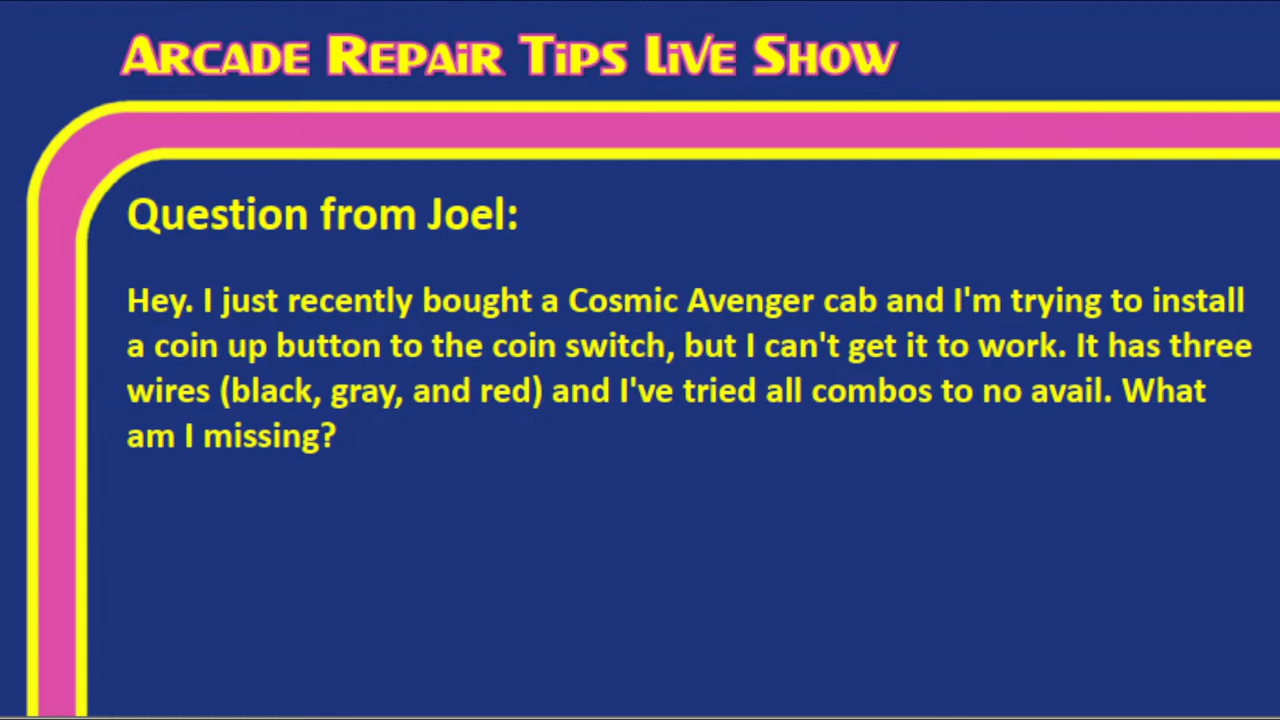 Arcade Repair Tips Live Show
Question from Joel:
Hey. I just recently bought a Cosmic Avenger cab and I'm trying to install
a coin up button to the coin switch, but I can't get it to work. It has three
wires (black, gray, and red) and I've tried all combos to no avail. What
am I missing?